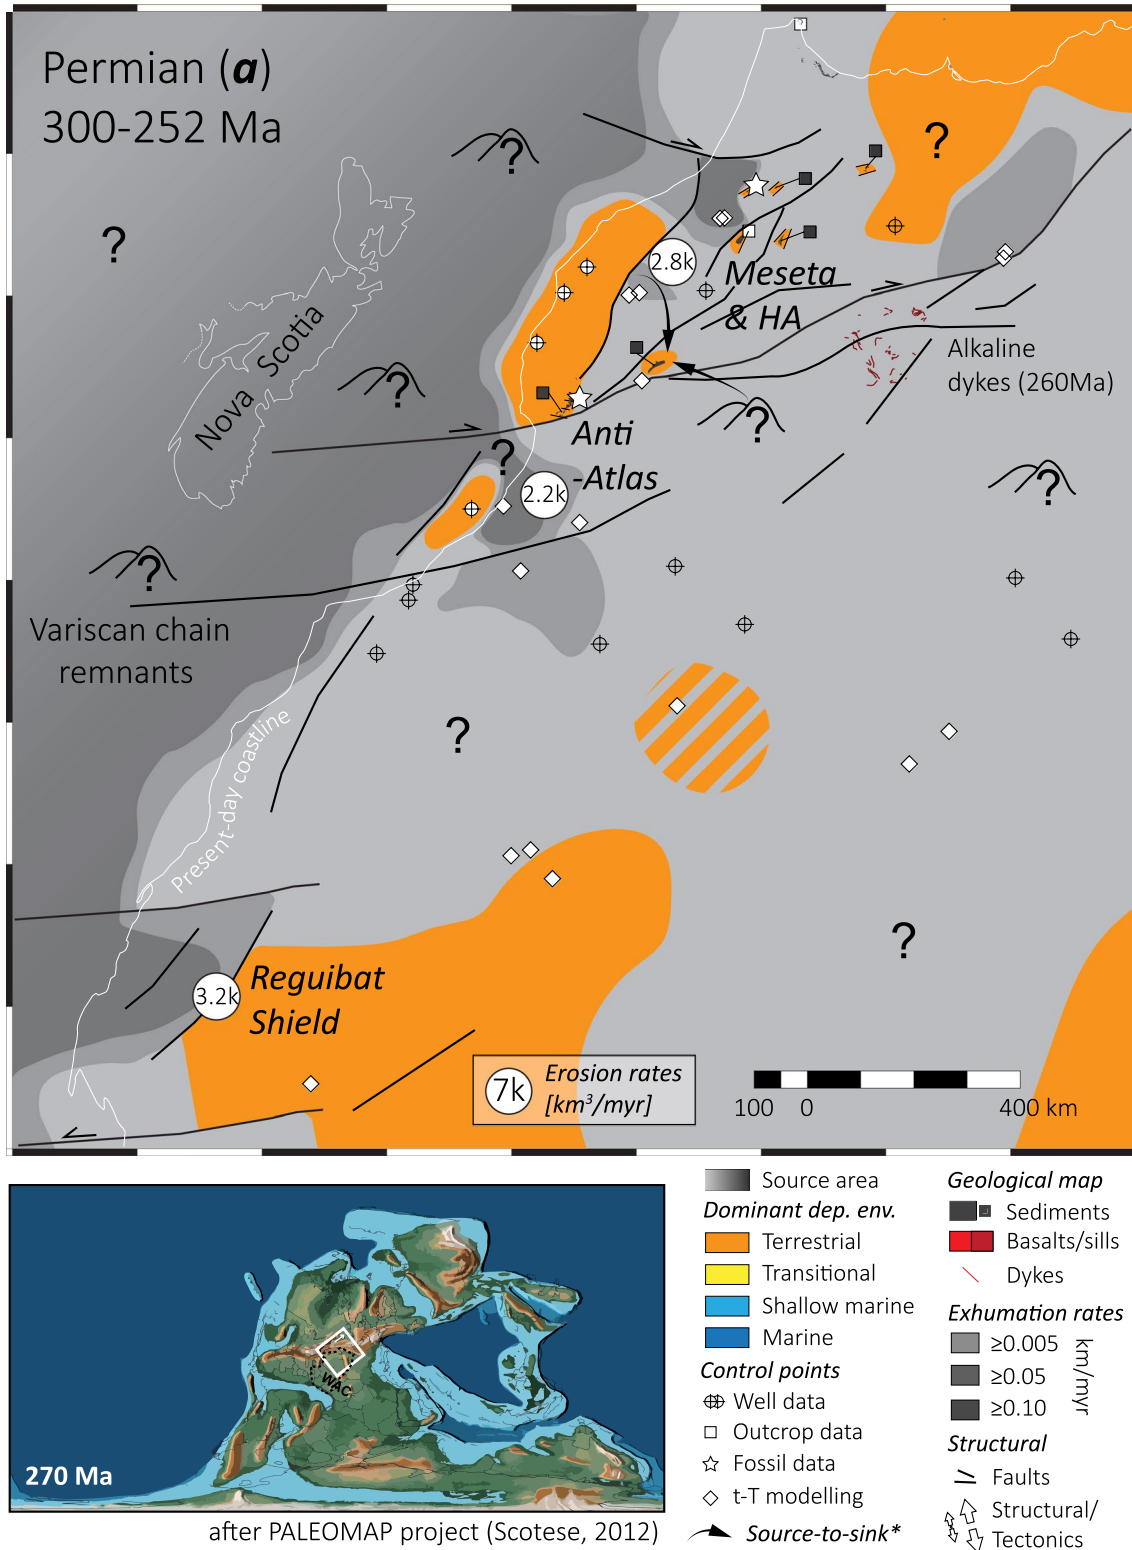 Permian (a)
300-252 Ma
?
?
?
2.8k
Meseta
& HA
Nova Scotia
?
Alkaline
dykes (260Ma)
?
Anti
-Atlas
?
2.2k
?
?
Variscan chain
remnants
?
Present-day coastline
?
3.2k
Reguibat
Shield
7k
Erosion rates
[km³/myr]
100 0 400 km
WAC
270 Ma
after PALEOMAP project (Scotese, 2012)
Source area
Dominant dep. env.
Terrestrial
Transitional
Shallow marine
Marine
Control points
Well data
Outcrop data
Fossil data
t-T modelling
Source-to-sink*
Geological map
Sediments
Basalts/sills
Dykes
Exhumation rates
≥0.005
≥0.05
≥0.10
km/myr
Structural
Faults
Structural/
Tectonics